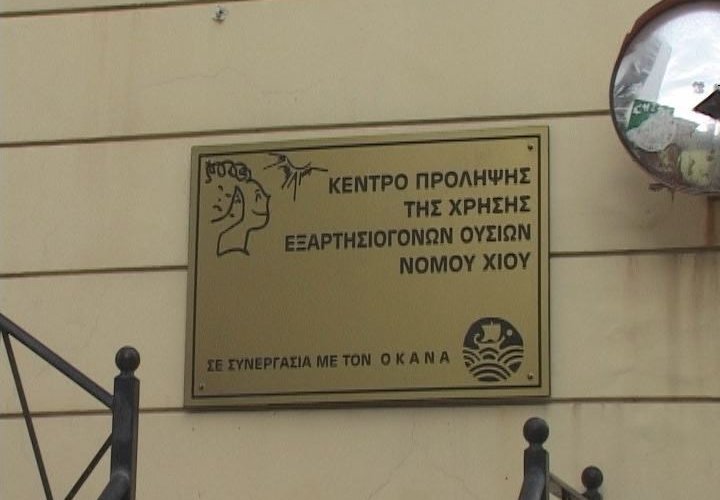 ΚΕΝΤΡΟ ΠΡΟΛΗΨΗΣ
ΤΗΣ ΧΡΗΣΗΣ
ΕΞΑΡΤΗΣΙΟΓΟΝΩΝ ΟΥΣΙΩΝ
ΝΟΜΟΥ ΧΙΟΥ
ΣΕ ΣΥΝΕΡΓΑΣΙΑ ΜΕ ΤΟΝ Ο Κ Α Ν Α